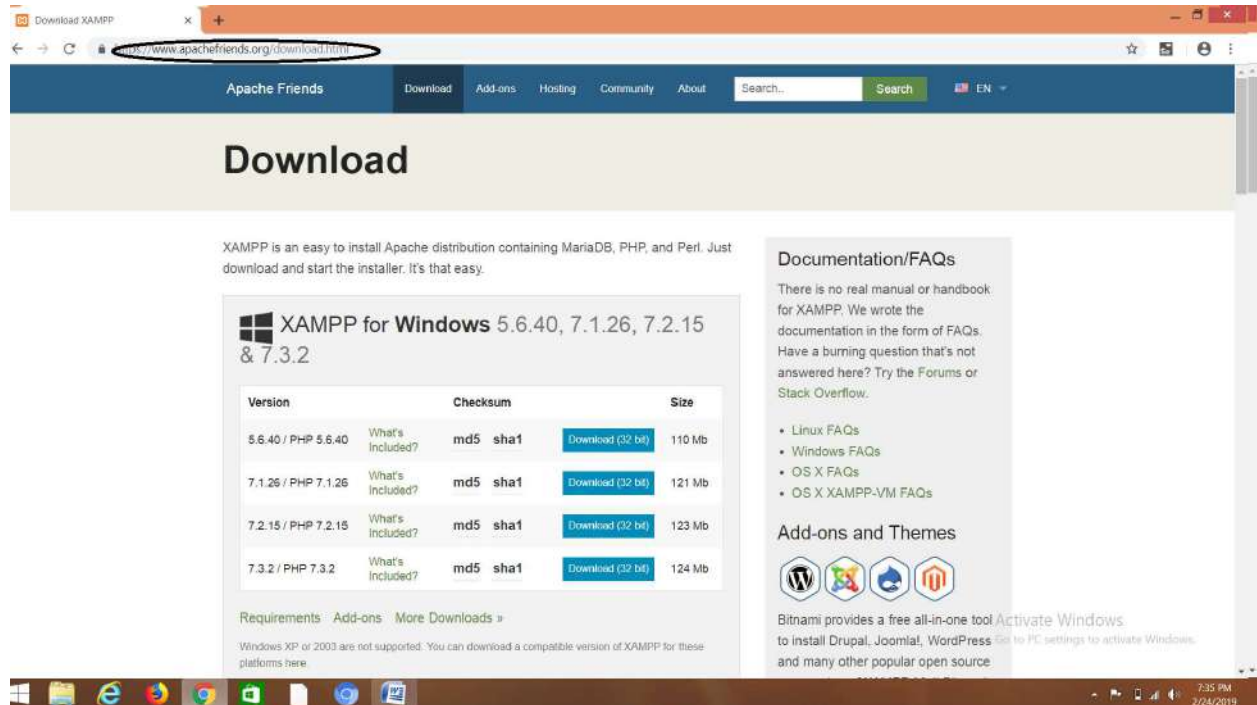 Download XAMPP
https://www.apachefriends.org/download.html
Apache Friends
Download
Add-ons
Hosting
Community
About
Search...
Search
EN
Download
XAMPP is an easy to install Apache distribution containing MariaDB, PHP, and Perl. Just
download and start the installer. It's that easy.
XAMPP for Windows 5.6.40, 7.1.26, 7.2.15
& 7.3.2
Version Checksum Size
5.6.40 / PHP 5.6.40 What's Included? md5 sha1 Download (32 bit) 110 Mb
7.1.26 / PHP 7.1.26 What's Included? md5 sha1 Download (32 bit) 121 Mb
7.2.15 / PHP 7.2.15 What's Included? md5 sha1 Download (32 bit) 123 Mb
7.3.2 / PHP 7.3.2 What's Included? md5 sha1 Download (32 bit) 124 Mb
Requirements Add-ons More Downloads »
Windows XP or 2003 are not supported. You can download a compatible version of XAMPP for these
platforms here.
Documentation/FAQs
There is no real manual or handbook
for XAMPP. We wrote the
documentation in the form of FAQs.
Have a burning question that's not
answered here? Try the Forums or
Stack Overflow.
• Linux FAQs
• Windows FAQs
• OS X FAQs
• OS X XAMPP-VM FAQs
Add-ons and Themes
Bitnami provides a free all-in-one tool
to install Drupal, Joomla!, WordPress
and many other popular open source
Activate Windows
Go to PC settings to activate Windows.
7:35 PM
2/24/2019